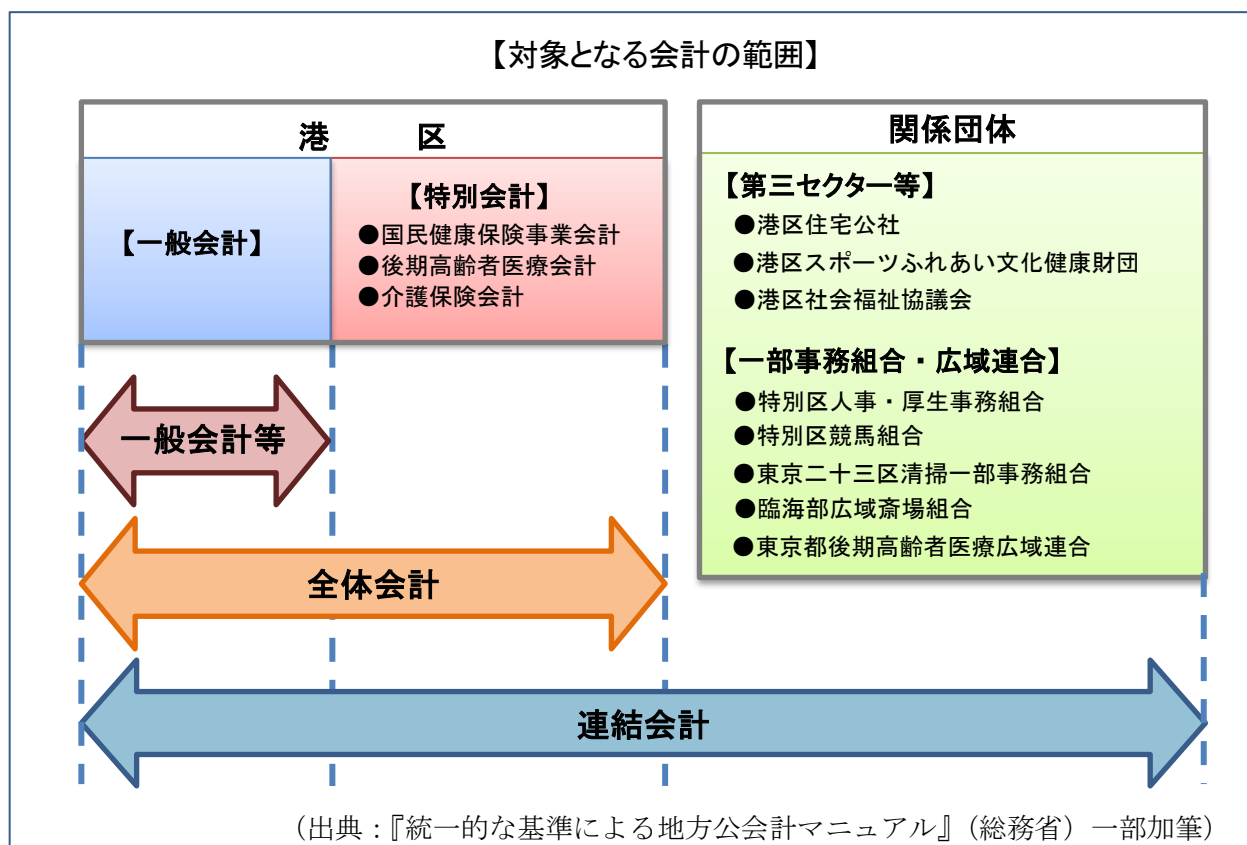 【対象となる会計の範囲】
港　　　区
【一般会計】
【特別会計】
●国民健康保険事業会計
●後期高齢者医療会計
●介護保険会計
関係団体
【第三セクター等】
●港区住宅公社
●港区スポーツふれあい文化健康財団
●港区社会福祉協議会
【一部事務組合・広域連合】
●特別区人事・厚生事務組合
●特別区競馬組合
●東京二十三区清掃一部事務組合
●臨海部広域斎場組合
●東京都後期高齢者医療広域連合
一般会計等
全体会計
連結会計
（出典：『統一的な基準による地方公会計マニュアル』（総務省）一部加筆）